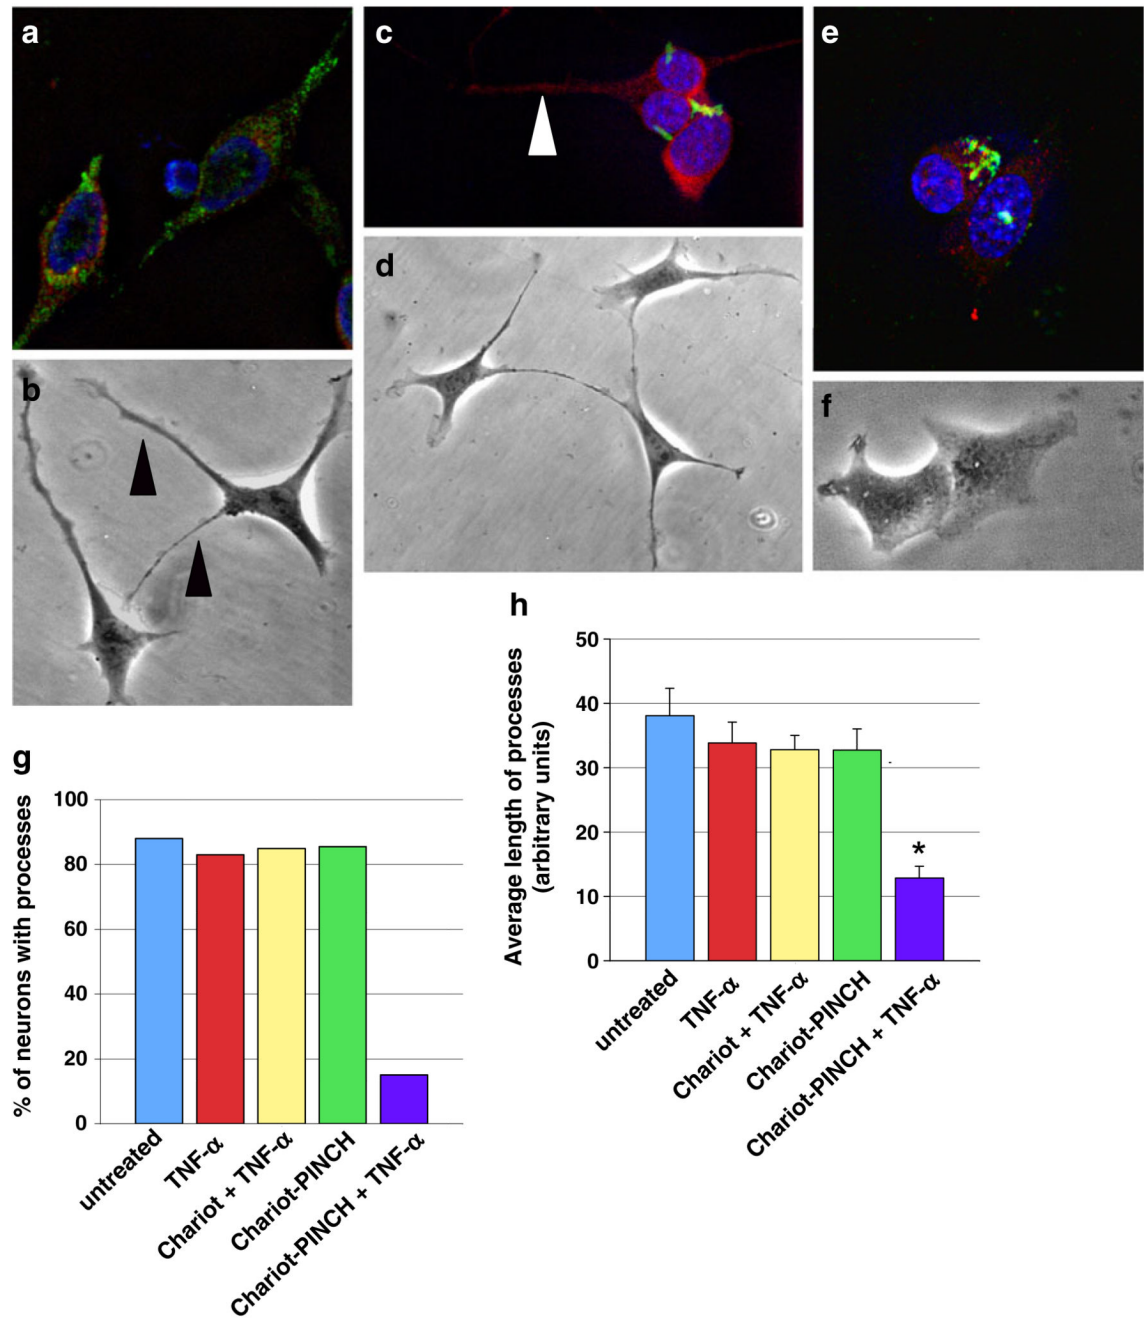 a
c
e
b
d
f
g
% of neurons with processes
100
80
60
40
20
0
untreated
TNF-α
Chariot + TNF-α
Chariot-PINCH
Chariot-PINCH + TNF-α
h
Average length of processes
(arbitrary units)
50
40
30
20
10
0
*
untreated
TNF-α
Chariot + TNF-α
Chariot-PINCH
Chariot-PINCH + TNF-α